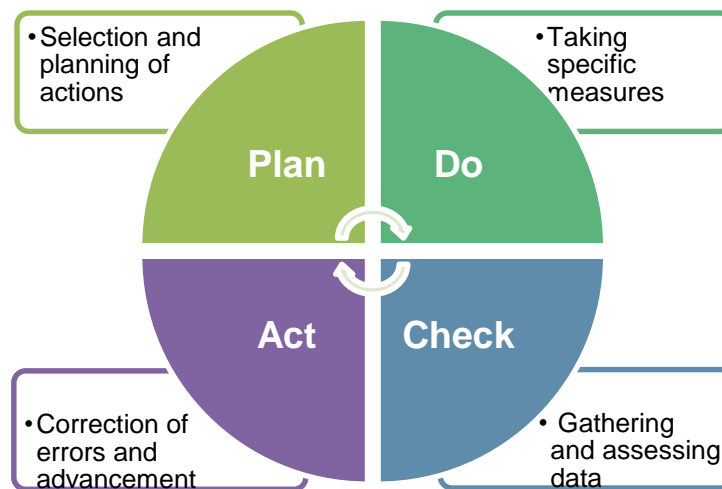 •Selection and
planning of
actions
•Taking
specific
measures
Plan
Do
Act
Check
•Correction of
errors and
advancement
• Gathering
and assessing
data